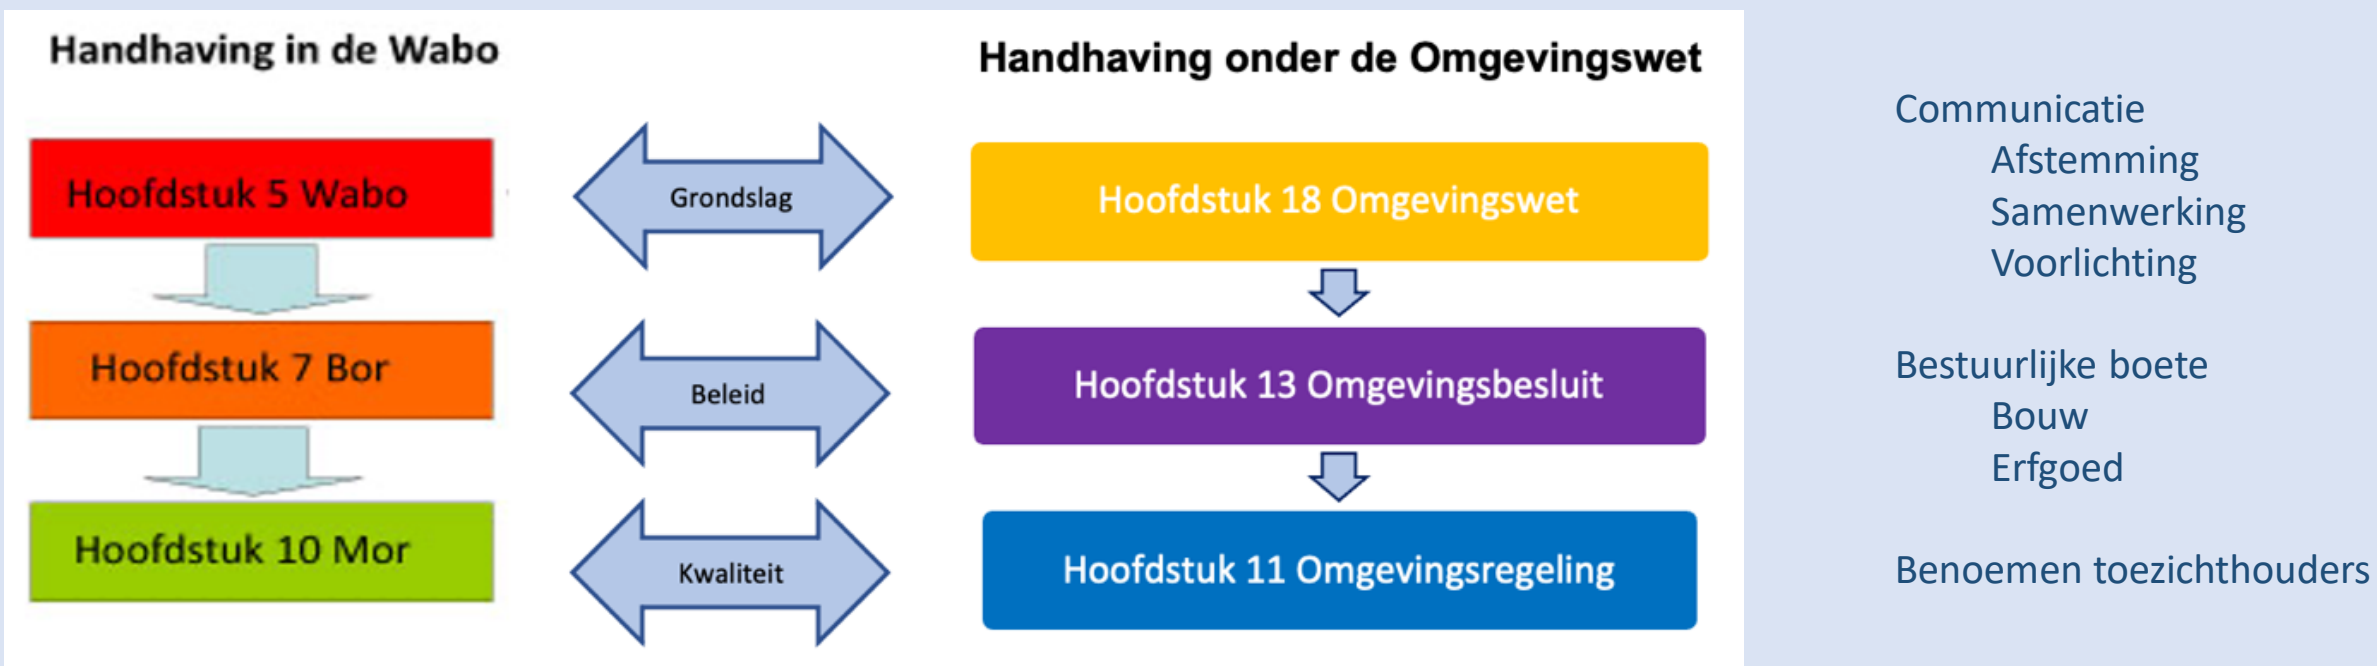 Handhaving in de Wabo
Hoofdstuk 5 Wabo
Hoofdstuk 7 Bor
Hoofdstuk 10 Mor
Grondslag
Beleid
Kwaliteit
Handhaving onder de Omgevingswet
Hoofdstuk 18 Omgevingswet
Hoofdstuk 13 Omgevingsbesluit
Hoofdstuk 11 Omgevingsregeling
Communicatie
Afstemming
Samenwerking
Voorlichting
Bestuurlijke boete
Bouw
Erfgoed
Benoemen toezichthouders